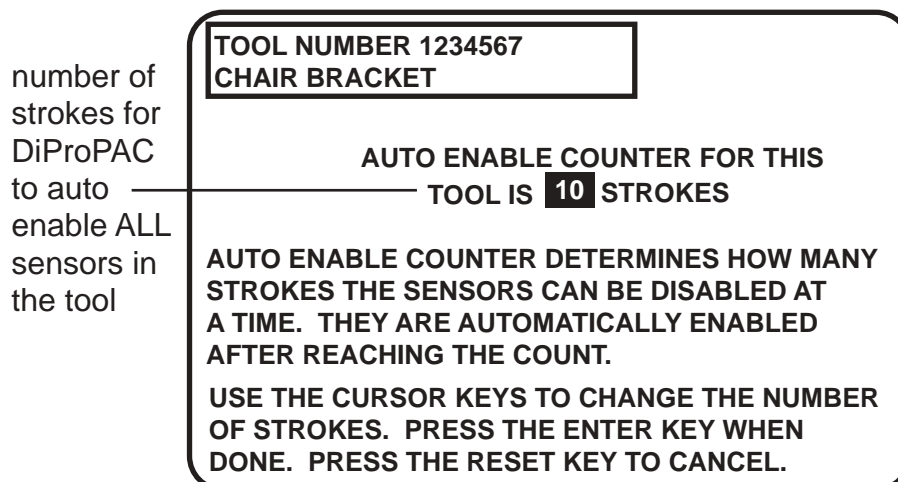 TOOL NUMBER 1234567
CHAIR BRACKET
number of
strokes for
DiProPAC
to auto
enable ALL
sensors in
the tool
AUTO ENABLE COUNTER FOR THIS
TOOL IS 10 STROKES
AUTO ENABLE COUNTER DETERMINES HOW MANY
STROKES THE SENSORS CAN BE DISABLED AT
A TIME. THEY ARE AUTOMATICALLY ENABLED
AFTER REACHING THE COUNT.
USE THE CURSOR KEYS TO CHANGE THE NUMBER
OF STROKES. PRESS THE ENTER KEY WHEN
DONE. PRESS THE RESET KEY TO CANCEL.